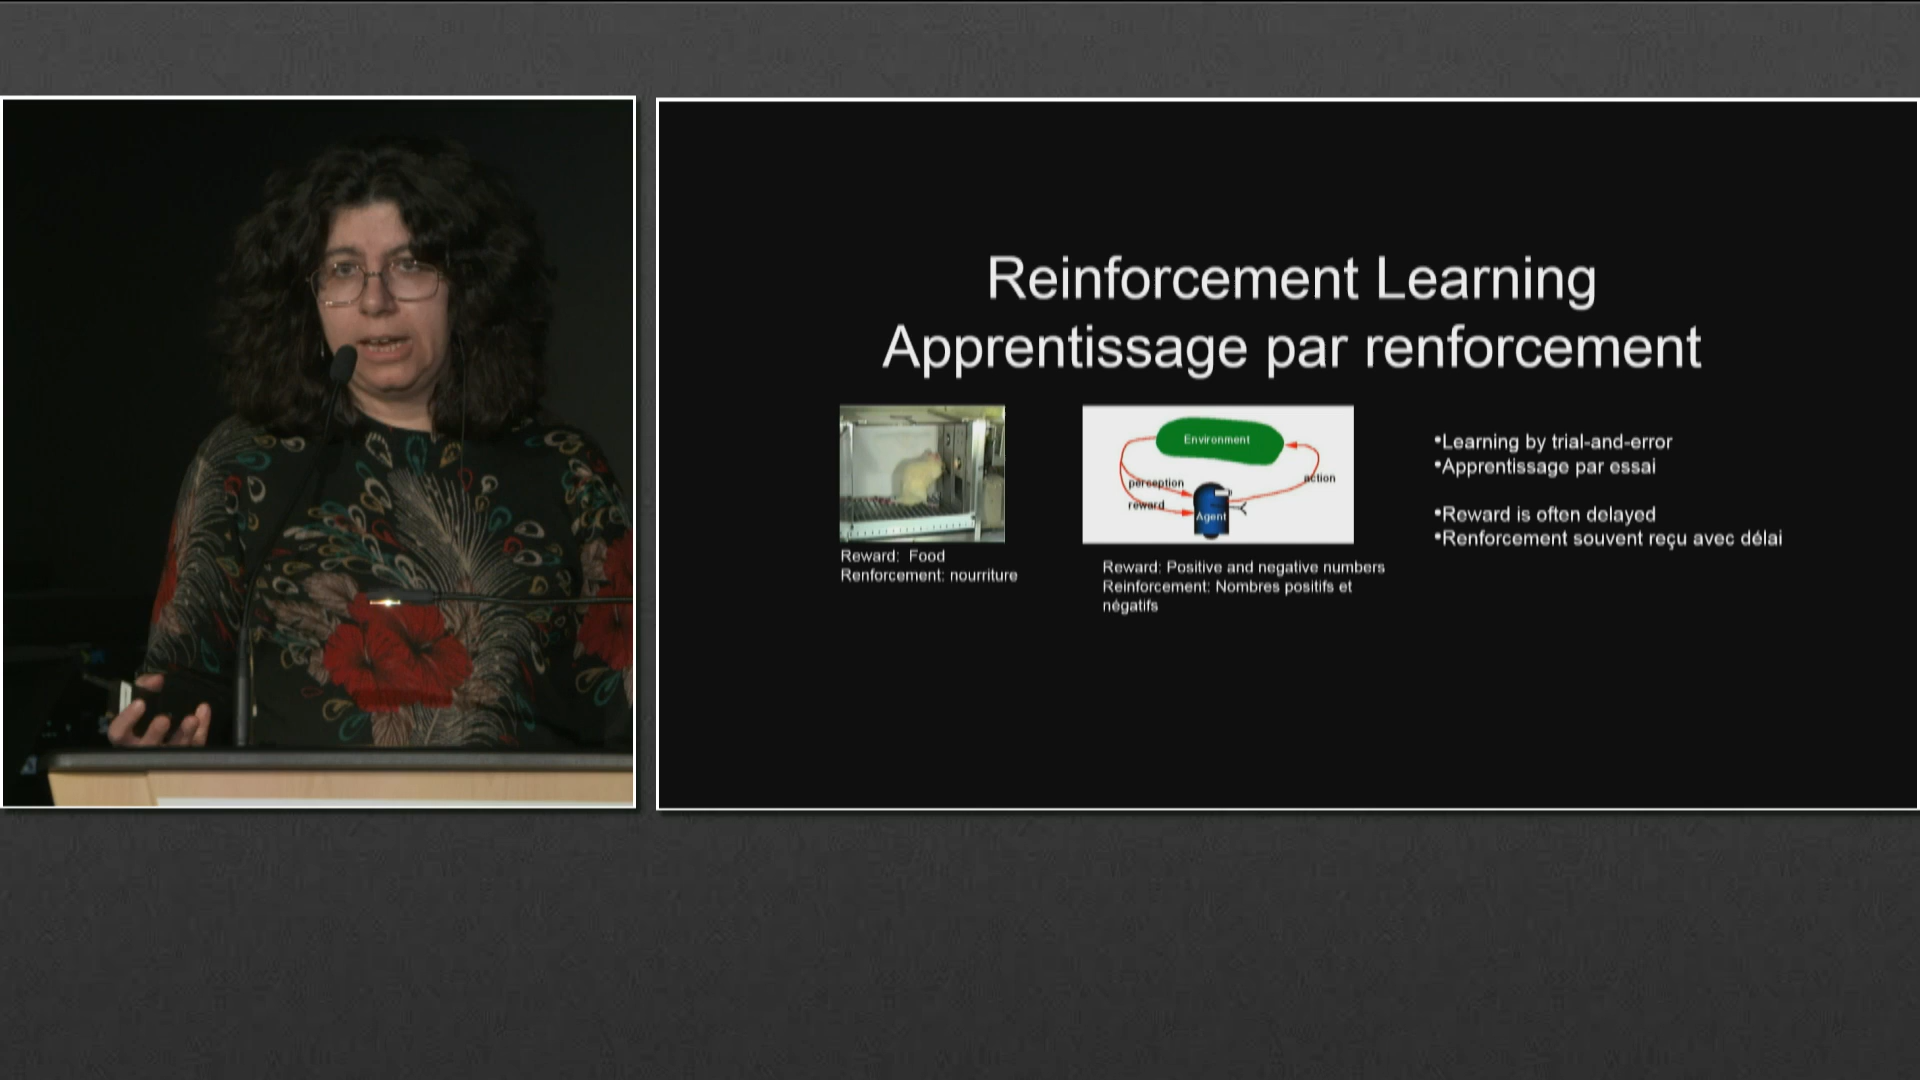 Reinforcement Learning
Apprentissage par renforcement
Environment
perception
action
reward
Agent
Reward: Food
Renforcement: nourriture
Reward: Positive and negative numbers
Reinforcement: Nombres positifs et
négatifs
•Learning by trial-and-error
•Apprentissage par essai
•Reward is often delayed
•Renforcement souvent reçu avec délai